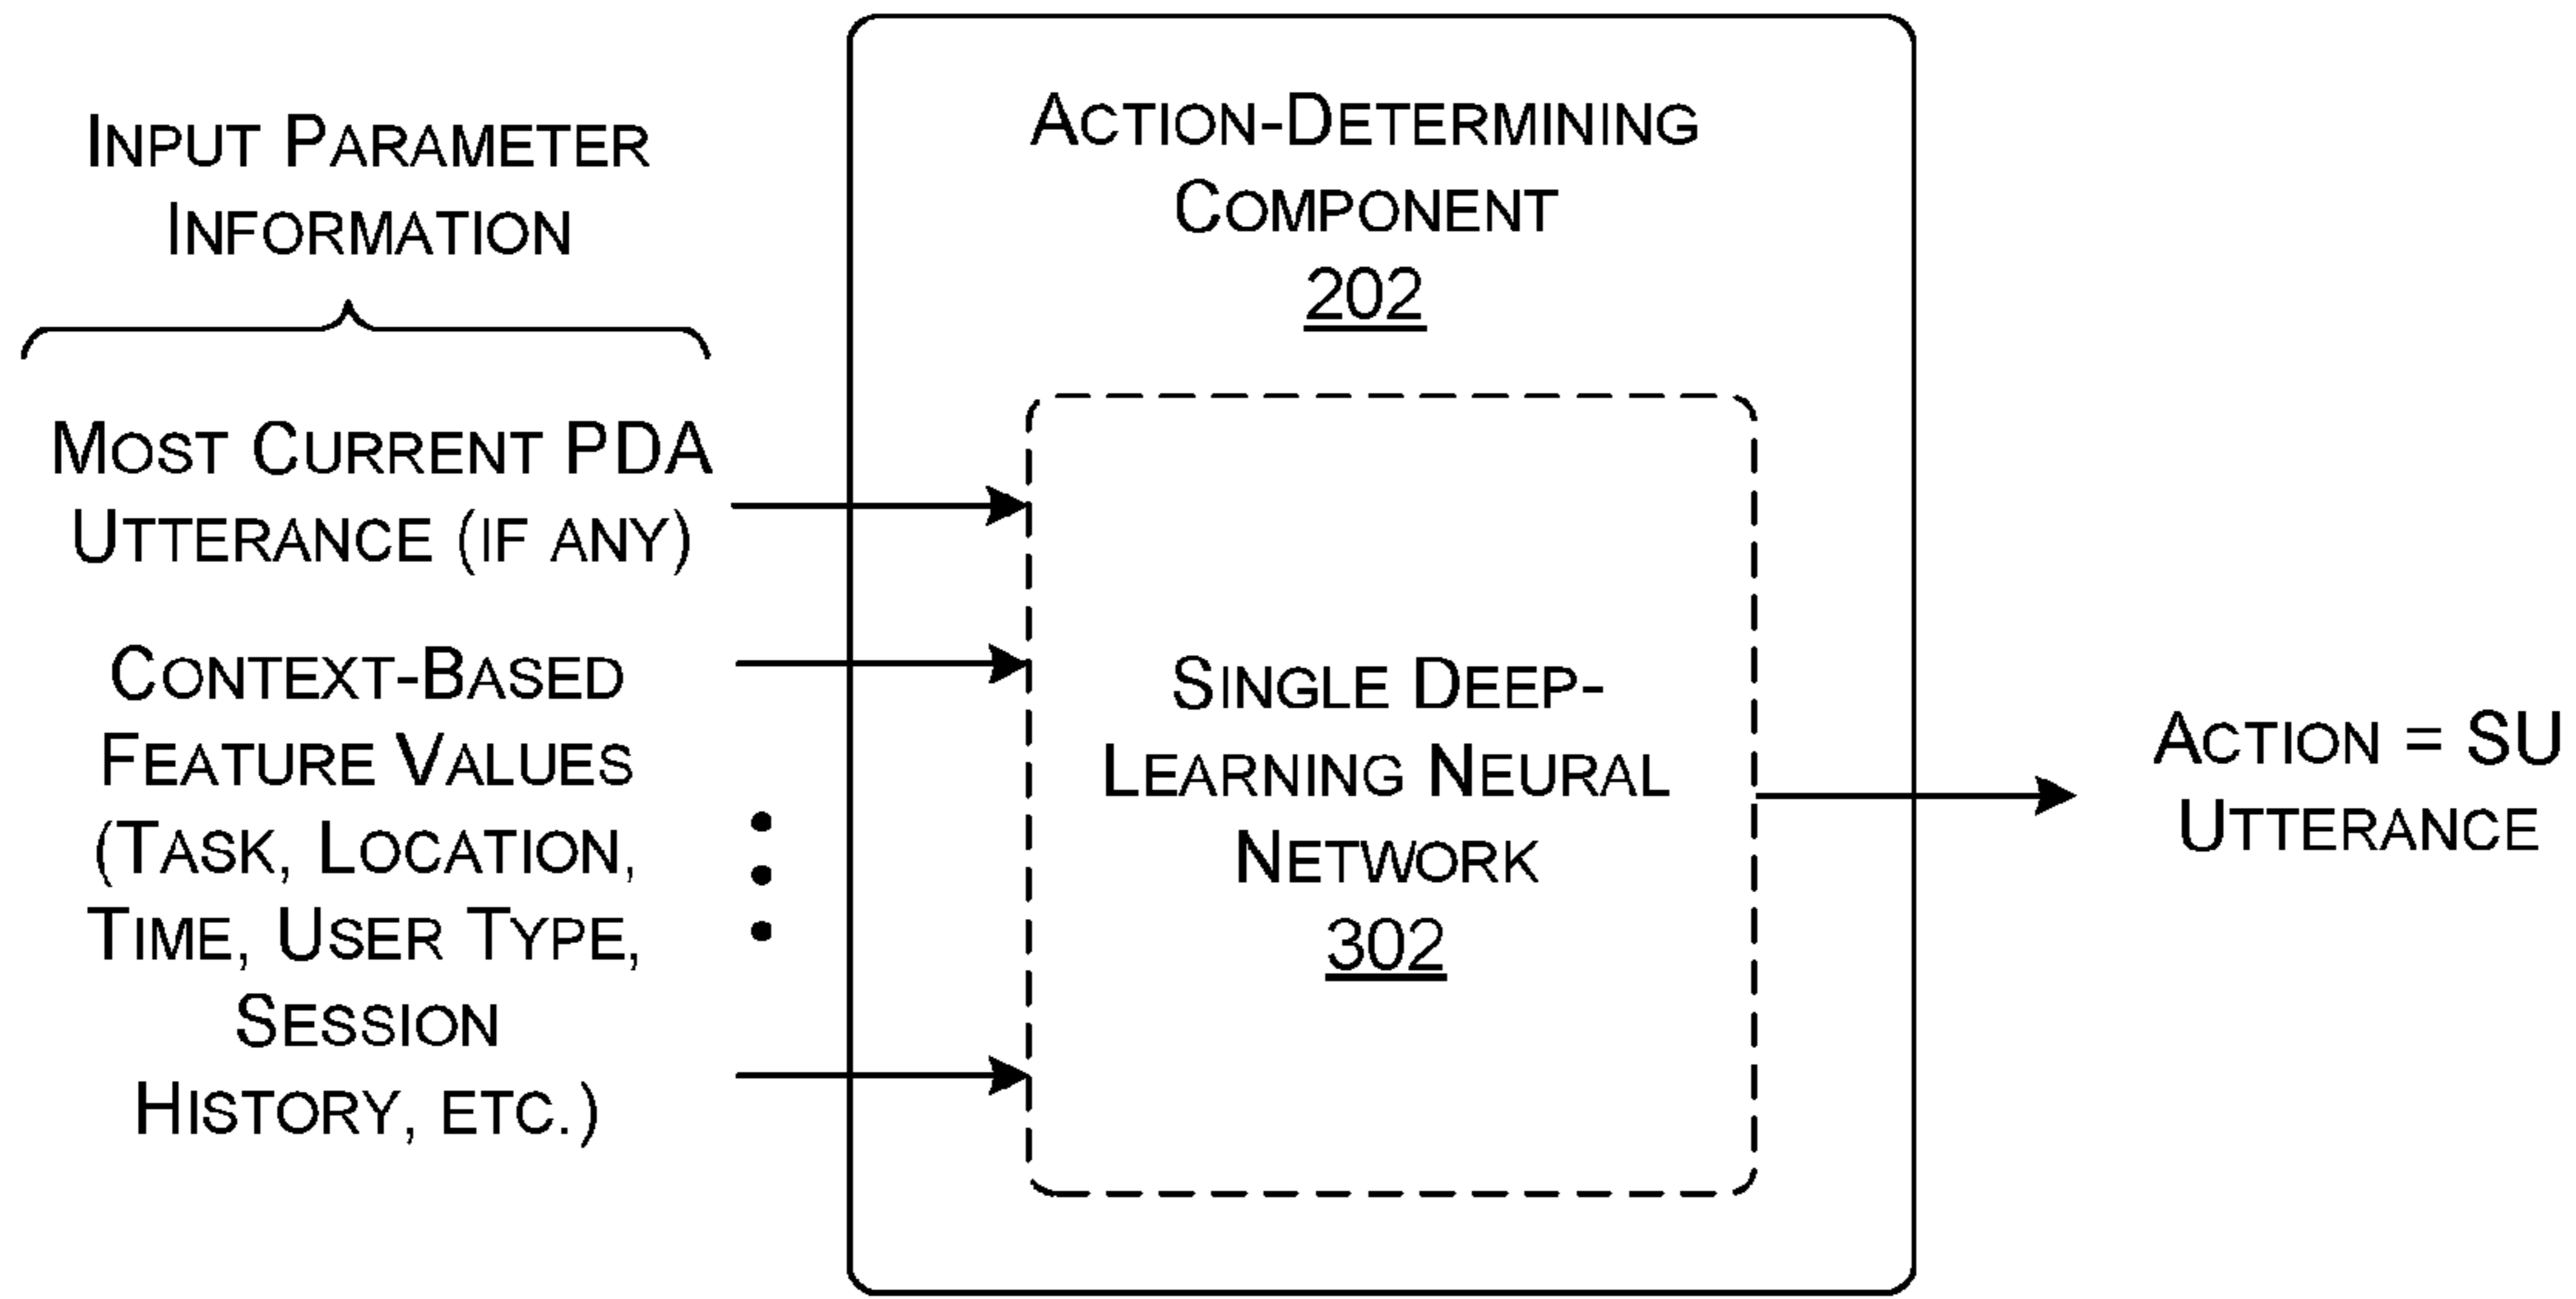 INPUT PARAMETER
INFORMATION
MOST CURRENT PDA
UTTERANCE (IF ANY)
CONTEXT-BASED
FEATURE VALUES
(TASK, LOCATION,
TIME, USER TYPE,
SESSION
HISTORY, ETC.)
ACTION-DETERMINING
COMPONENT
202
SINGLE DEEP-
LEARNING NEURAL
NETWORK
302
ACTION = SU
UTTERANCE